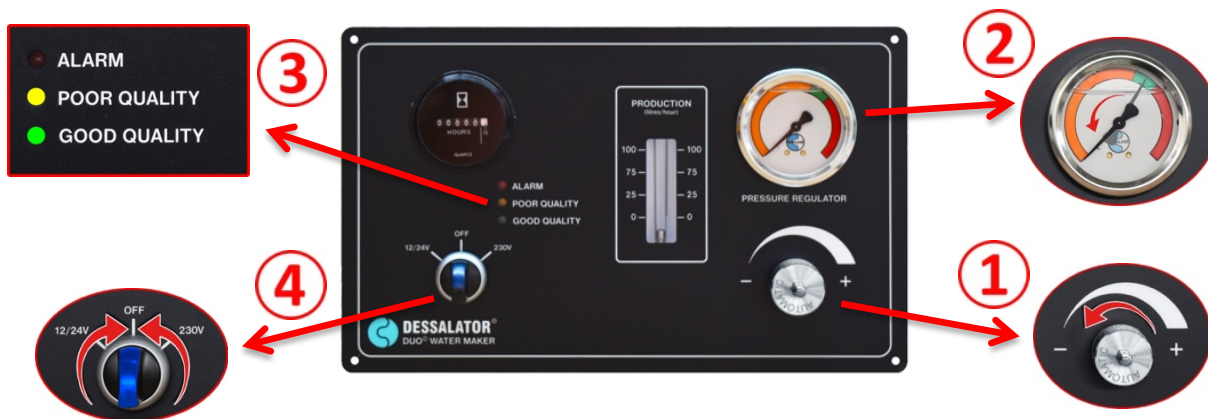 ALARM
POOR QUALITY
GOOD QUALITY
3
HOURS
QUARTZ
ALARM
POOR QUALITY
GOOD QUALITY
OFF
12/24V
230V
DESSALATOR®
DUO© WATER MAKER
PRODUCTION
(litres/hour)
100 100
75 75
25 25
0 0
PRESSURE REGULATOR
- +
AUTOMATIC
2
1
- +
AUTOMATIC
4
OFF
12/24V
230V